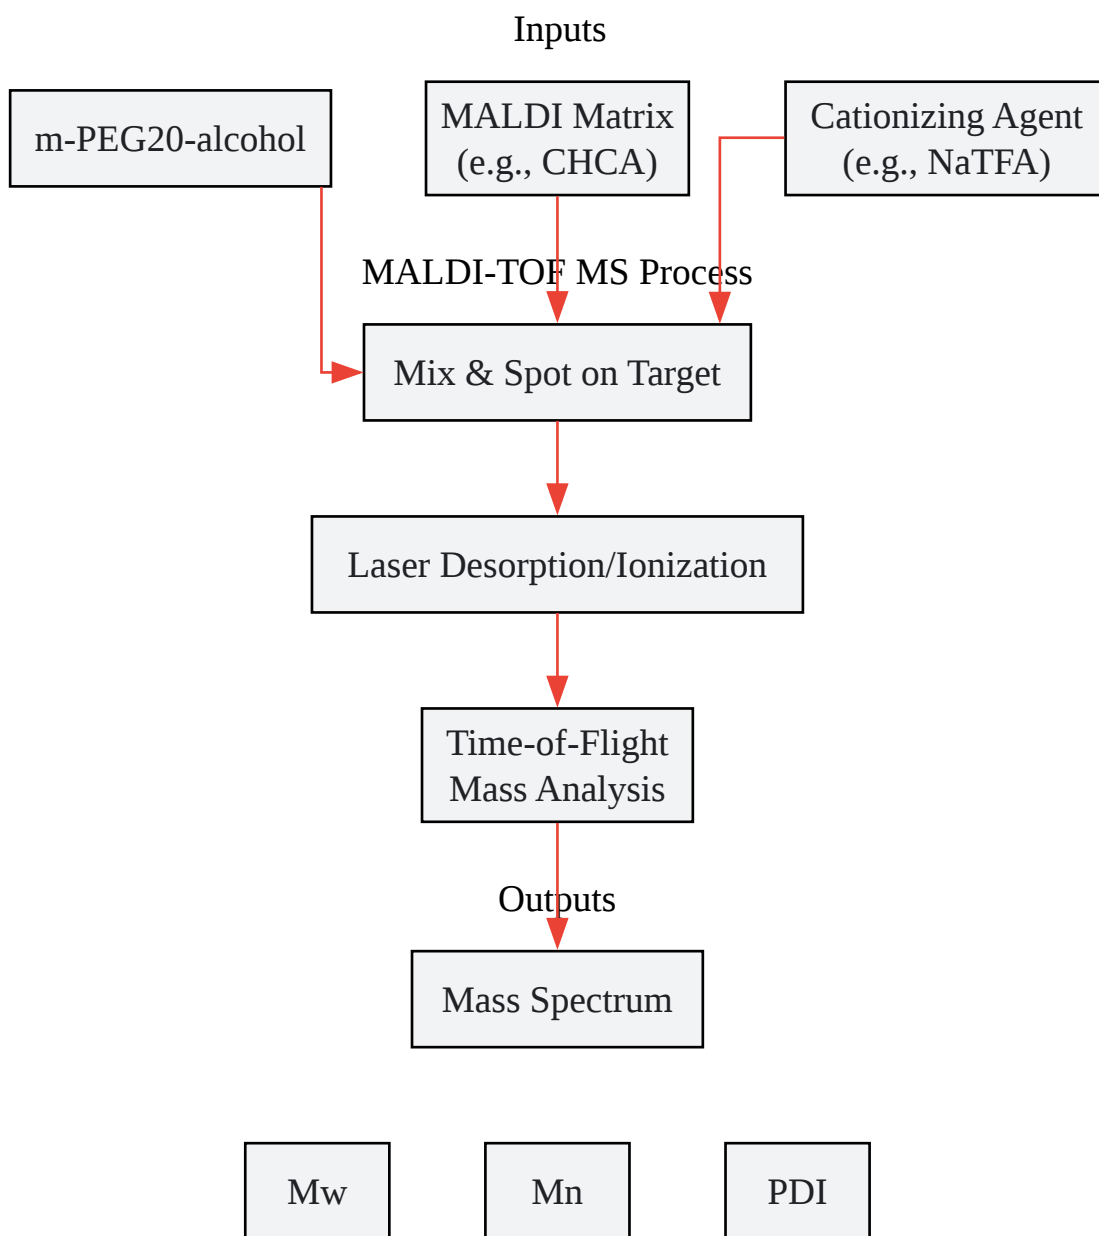 Inputs
m-PEG20-alcohol
MALDI Matrix
(e.g., CHCA)
Cationizing Agent
(e.g., NaTFA)
MALDI-TOF MS Process
Mix & Spot on Target
Laser Desorption/Ionization
Time-of-Flight
Mass Analysis
Outputs
Mass Spectrum
Mw
Mn
PDI